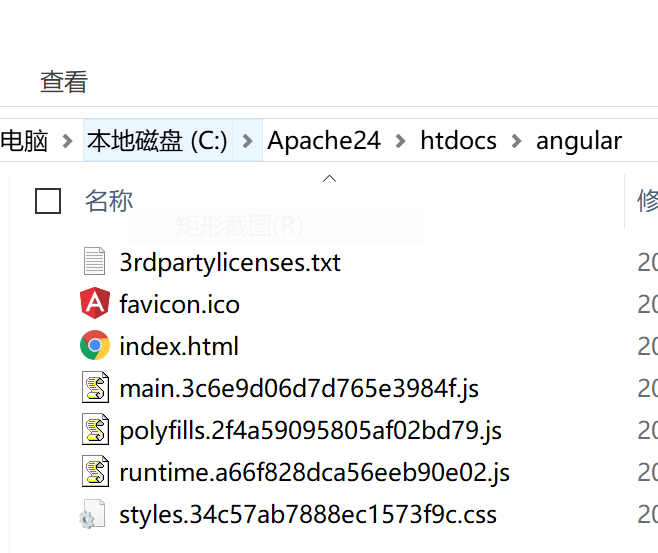 查看
电脑 本地磁盘 (C:) Apache24 htdocs angular
名称
矩形截图(R)
3rdpartylicenses.txt 20
favicon.ico 20
index.html 20
main.3c6e9d06d7d765e3984f.js 20
polyfills.2f4a59095805af02bd79.js 20
runtime.a66f828dca56eeb90e02.js 20
styles.34c57ab7888ec1573f9c.css 20